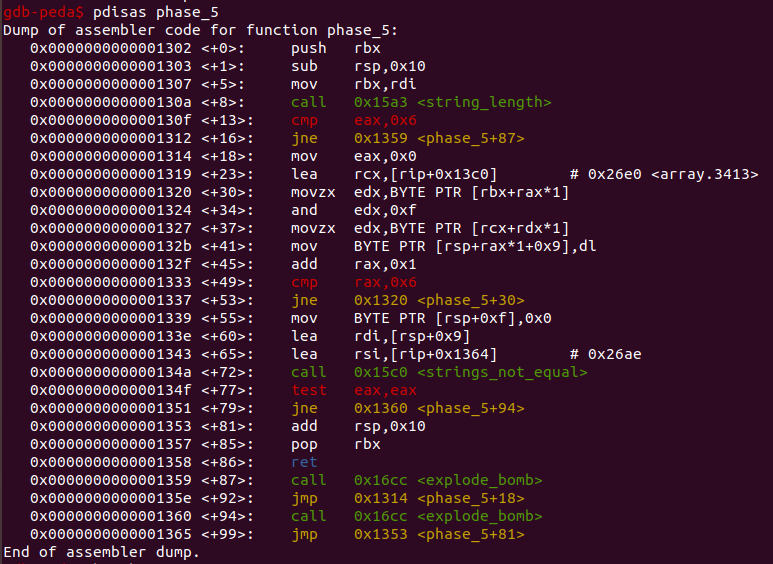 gdb-peda$ pdisas phase_5
Dump of assembler code for function phase_5:
   0x0000000000001302 <+0>:     push   rbx
   0x0000000000001303 <+1>:     sub    rsp,0x10
   0x0000000000001307 <+5>:     mov    rbx,rdi
   0x000000000000130a <+8>:     call   0x15a3 <string_length>
   0x000000000000130f <+13>:    cmp    eax,0x6
   0x0000000000001312 <+16>:    jne    0x1359 <phase_5+87>
   0x0000000000001314 <+18>:    mov    eax,0x0
   0x0000000000001319 <+23>:    lea    rcx,[rip+0x13c0]        # 0x26e0 <array.3413>
   0x0000000000001320 <+30>:    movzx  edx,BYTE PTR [rbx+rax*1]
   0x0000000000001324 <+34>:    and    edx,0xf
   0x0000000000001327 <+37>:    movzx  edx,BYTE PTR [rcx+rdx*1]
   0x000000000000132b <+41>:    mov    BYTE PTR [rsp+rax*1+0x9],dl
   0x000000000000132f <+45>:    add    rax,0x1
   0x0000000000001333 <+49>:    cmp    rax,0x6
   0x0000000000001337 <+53>:    jne    0x1320 <phase_5+30>
   0x0000000000001339 <+55>:    mov    BYTE PTR [rsp+0xf],0x0
   0x000000000000133e <+60>:    lea    rdi,[rsp+0x9]
   0x0000000000001343 <+65>:    lea    rsi,[rip+0x1364]        # 0x26ae
   0x000000000000134a <+72>:    call   0x15c0 <strings_not_equal>
   0x000000000000134f <+77>:    test   eax,eax
   0x0000000000001351 <+79>:    jne    0x1360 <phase_5+94>
   0x0000000000001353 <+81>:    add    rsp,0x10
   0x0000000000001357 <+85>:    pop    rbx
   0x0000000000001358 <+86>:    ret
   0x0000000000001359 <+87>:    call   0x16cc <explode_bomb>
   0x000000000000135e <+92>:    jmp    0x1314 <phase_5+18>
   0x0000000000001360 <+94>:    call   0x16cc <explode_bomb>
   0x0000000000001365 <+99>:    jmp    0x1353 <phase_5+81>
End of assembler dump.